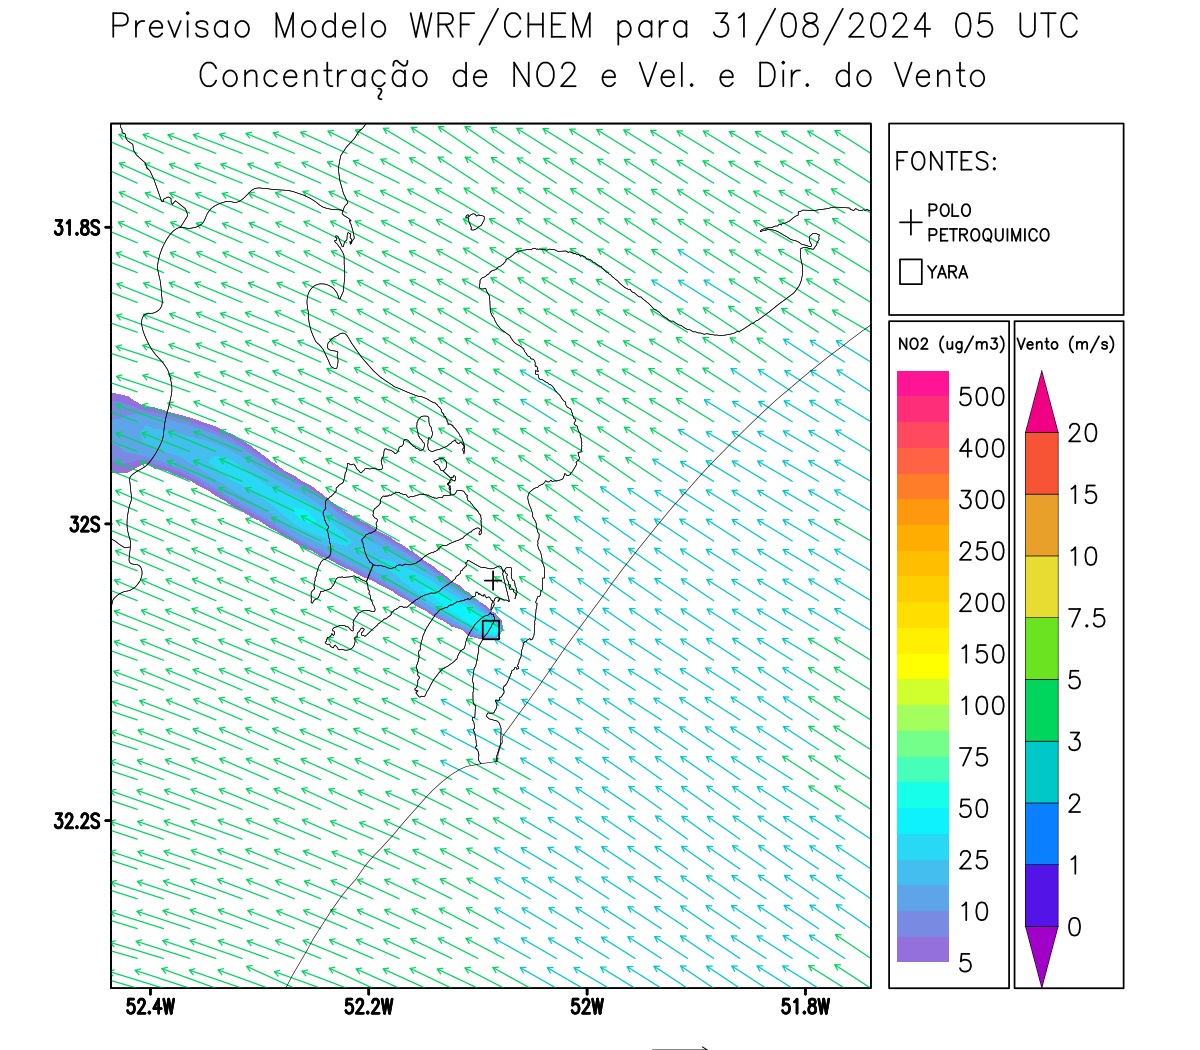 Previsao Modelo WRF/CHEM para 31/08/2024 05 UTC
Concentração de NO2 e Vel. e Dir. do Vento
FONTES:
POLO
PETROQUIMICO
YARA
31.8S
32S
32.2S
52.4W
52.2W
52W
51.8W
NO2 (ug/m3)
500
400
300
250
200
150
100
75
50
25
10
5
Vento (m/s)
20
15
10
7.5
5
3
2
1
0